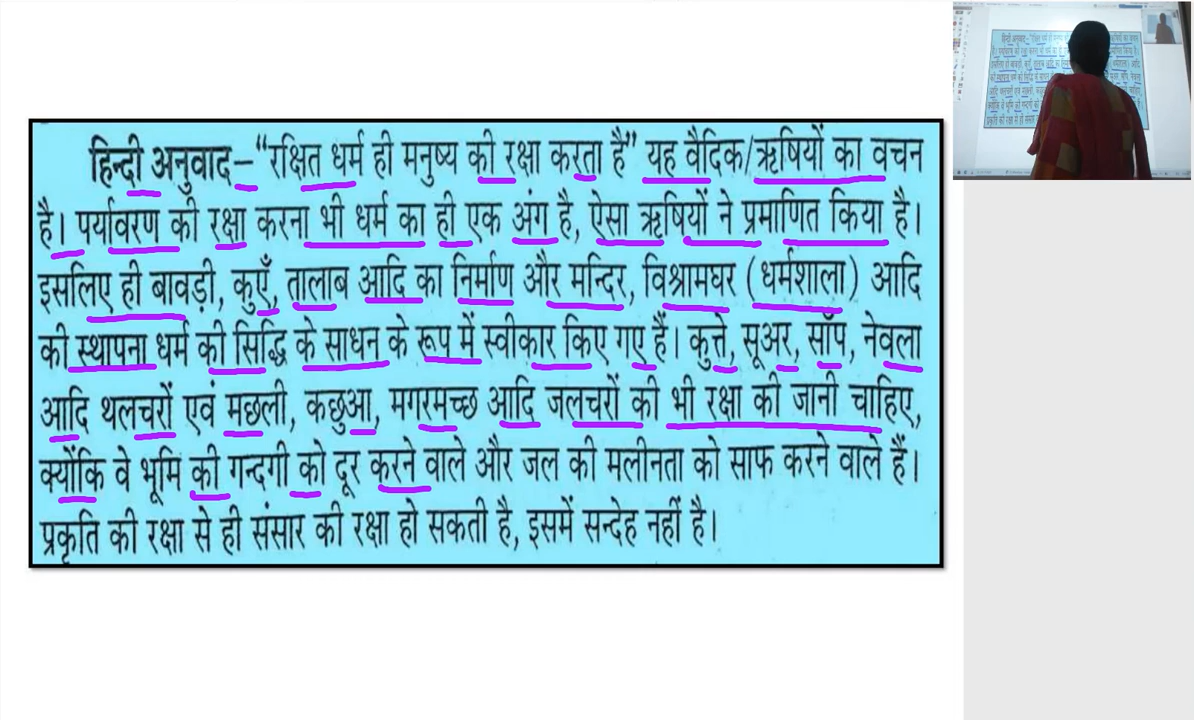 हिन्दी अनुवाद–“रक्षित धर्म ही मनुष्य की रक्षा करता है” यह वैदिक/ऋषियों का वचन
है। पर्यावरण की रक्षा करना भी धर्म का ही एक अंग है, ऐसा ऋषियों ने प्रमाणित किया है।
इसलिए ही बावड़ी, कुएँ, तालाब आदि का निर्माण और मन्दिर, विश्रामघर (धर्मशाला) आदि
की स्थापना धर्म की सिद्धि के साधन के रूप में स्वीकार किए गए हैं। कुत्ते, सूअर, साँप, नेवला
आदि थलचरों एवं मछली, कछुआ, मगरमच्छ आदि जलचरों की भी रक्षा की जानी चाहिए,
क्योंकि वे भूमि की गन्दगी को दूर करने वाले और जल की मलीनता को साफ करने वाले हैं।
प्रकृति की रक्षा से ही संसार की रक्षा हो सकती है, इसमें सन्देह नहीं है।